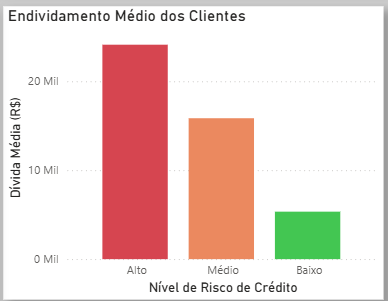 Endividamento Médio dos Clientes
Dívida Média (R$)
20 Mil
10 Mil
0 Mil
Alto Médio Baixo
Nível de Risco de Crédito